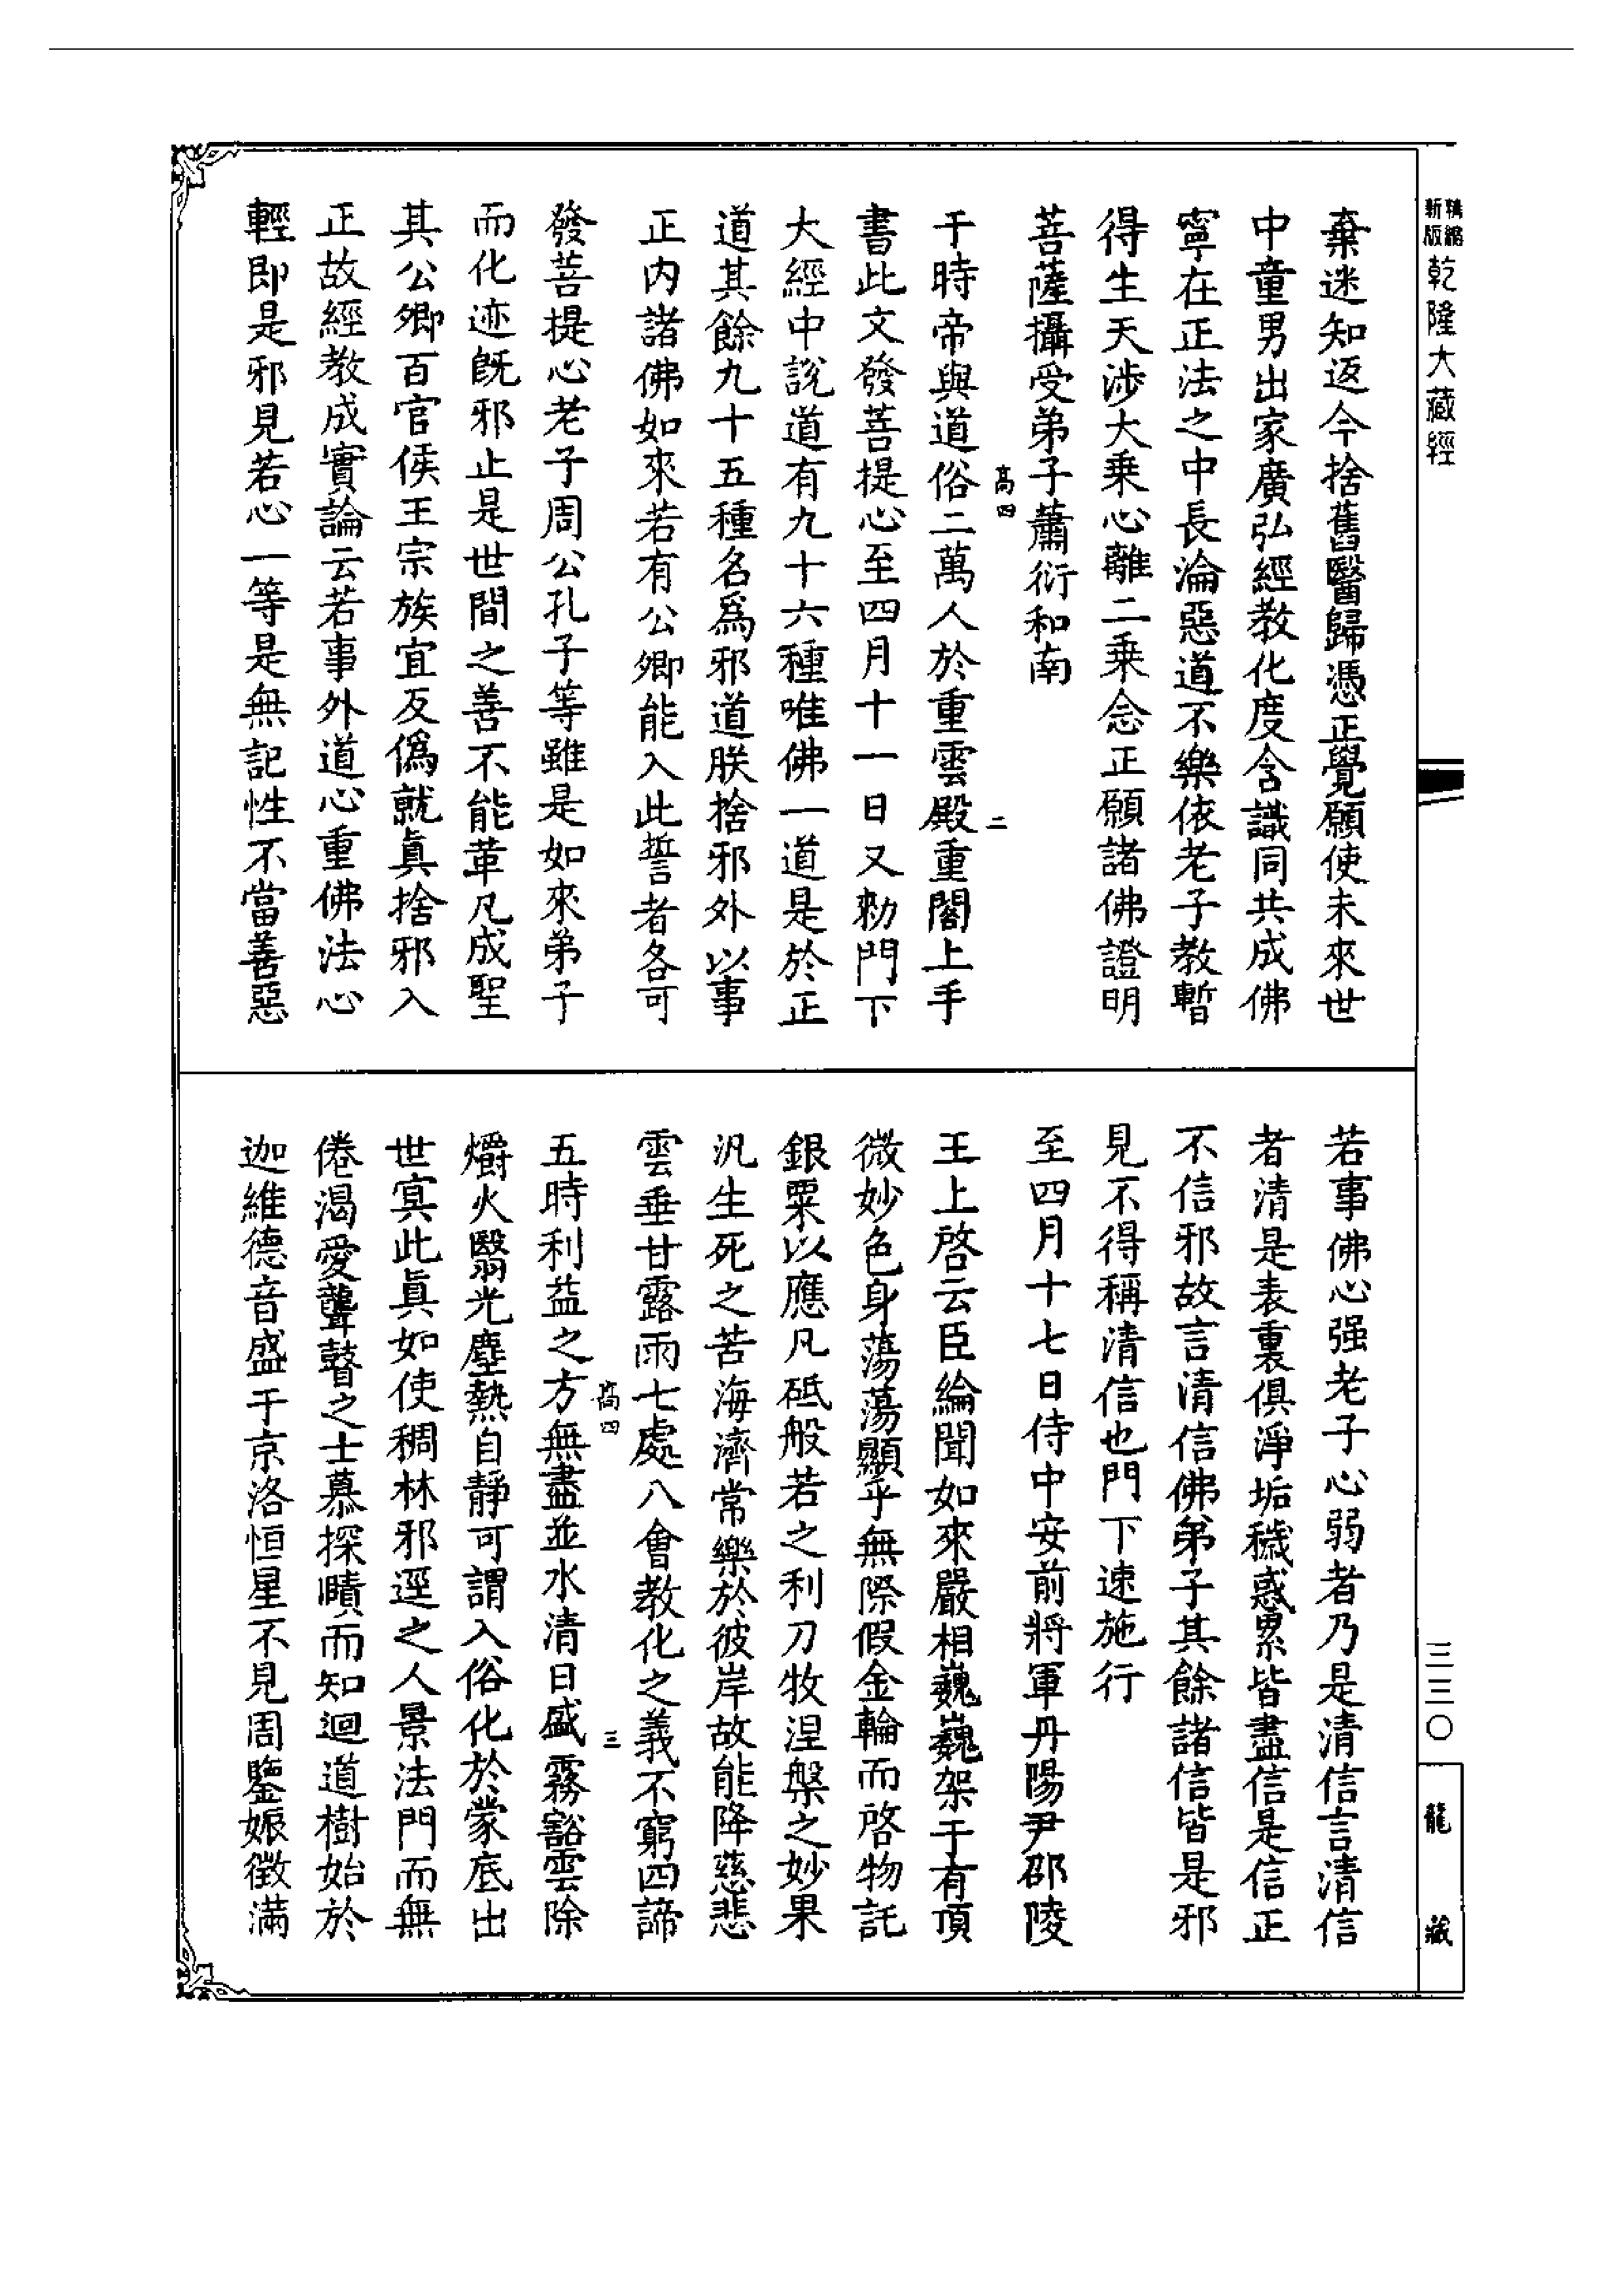 新版精縮乾隆大藏經
棄迷知返今捨舊醫歸憑正覺願使未來世
中童男出家廣弘經教化度含識同共成佛
寧在正法之中長淪惡道不樂依老子教暫
得生天涉大乘心離二乘念正願諸佛證明
菩薩攝受弟子蕭衍和南
高四
二
于時帝與道俗二萬人於重雲殿重閣上手
書此文發菩提心至四月十一日又勑門下
大經中說道有九十六種唯佛一道是於正
道其餘九十五種名爲邪道朕捨邪外以事
正内諸佛如來若有公卿能入此誓者各可
發菩提心老子周公孔子等雖是如來弟子
而化迹旣邪止是世間之善不能革凡成聖
其公卿百官侯王宗族宜反僞就眞捨邪入
正故經教成實論云若事外道心重佛法心
輕即是邪見若心一等是無記性不當善惡
若事佛心强老子心弱者乃是清信言清信
者清是表裏俱淨垢穢惑累皆盡信是信正
不信邪故言清信佛弟子其餘諸信皆是邪
見不得稱清信也門下速施行
至四月十七日侍中安前將軍丹陽尹邵陵
王上啓云臣綸聞如來嚴相巍巍架于有頂
微妙色身蕩蕩顯乎無際假金輪而啓物託
銀粟以應凡砥般若之利刀牧涅槃之妙果
汎生死之苦海濟常樂於彼岸故能降慈悲
雲垂甘露雨七處八會教化之義不窮四諦
高四
三
五時利益之方無盡並水清日盛霧豁雲除
爝火翳光塵熱自靜可謂入俗化於蒙底出
世冥此眞如使稠林邪逕之人景法門而無
倦渴愛聾瞽之士慕探賾而知迴道樹始於
迦維德音盛于京洛恒星不見周鑒娠徵滿
三三〇
龍藏